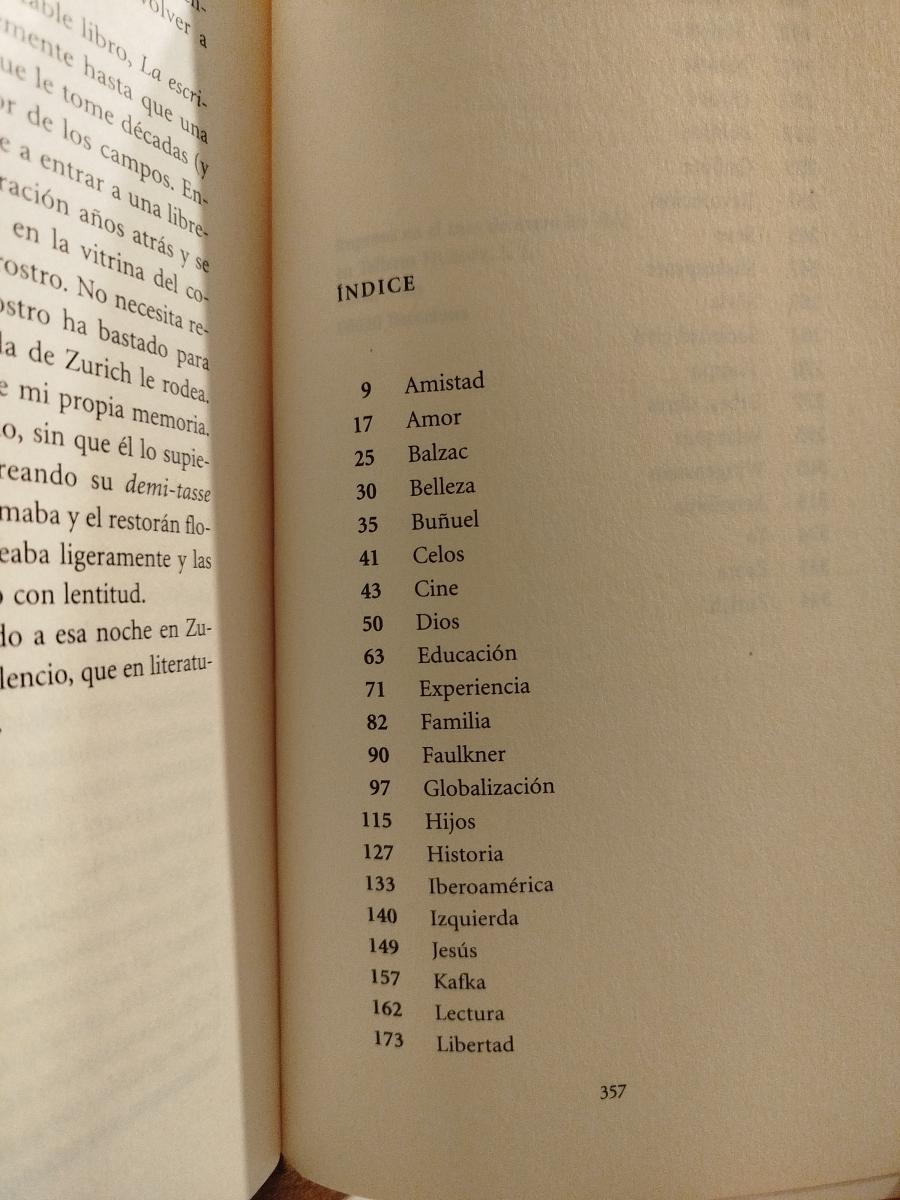 volver a
able libro, La escri-
mente hasta que una
ue le tome décadas (y
or de los campos. En-
e a entrar a una libre-
ración años atrás y se
en la vitrina del co-
rostro. No necesita re-
ostro ha bastado para
la de Zurich le rodea.
e mi propia memoria.
o, sin que él lo supie-
reando su demi-tasse
maba y el restorán flo-
eaba ligeramente y las
con lentitud.
do a esa noche en Zu-
lencio, que en literatu-
ÍNDICE
9 Amistad
17 Amor
25 Balzac
30 Belleza
35 Buñuel
41 Celos
43 Cine
50 Dios
63 Educación
71 Experiencia
82 Familia
90 Faulkner
97 Globalización
115 Hijos
127 Historia
133 Iberoamérica
140 Izquierda
149 Jesús
157 Kafka
162 Lectura
173 Libertad
357